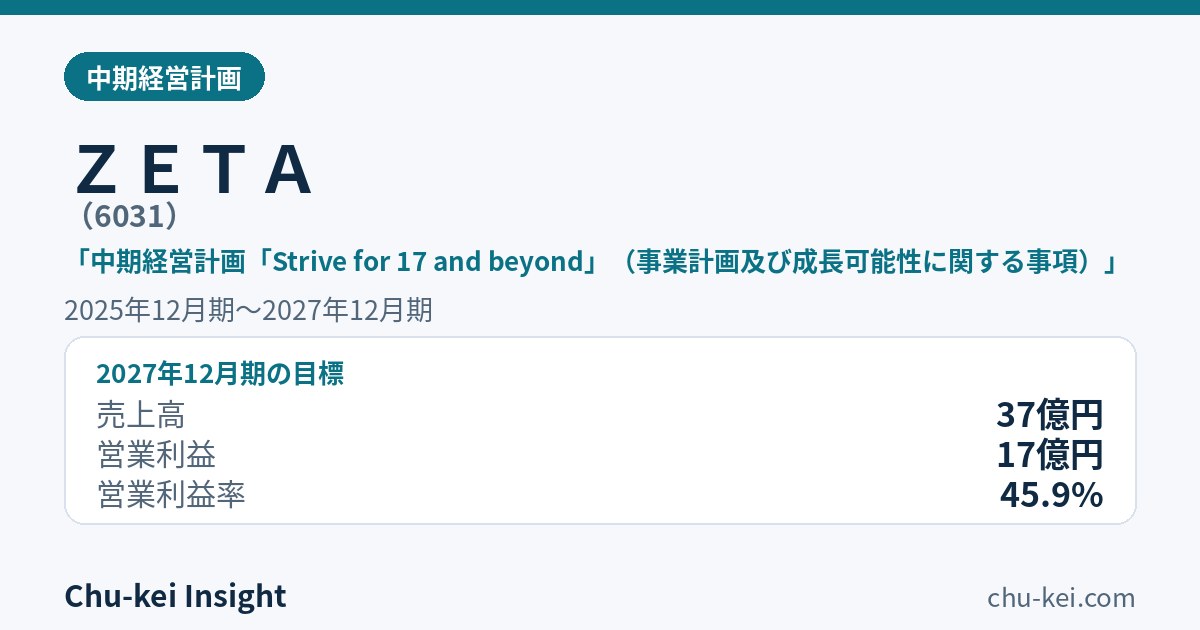 中期経営計画
ＺＥＴＡ
（6031）
「中期経営計画「Strive for 17 and beyond」（事業計画及び成長可能性に関する事項）」
2025年12月期～2027年12月期
2027年12月期の目標
売上高 37億円
営業利益 17億円
営業利益率 45.9%
Chu-kei Insight
chu-kei.com